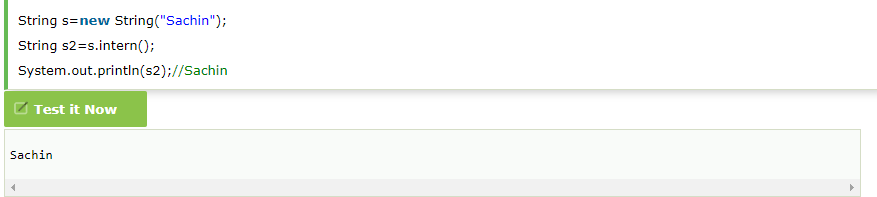 String s=new String("Sachin");
String s2=s.intern();
System.out.println(s2);//Sachin
Test it Now
Sachin